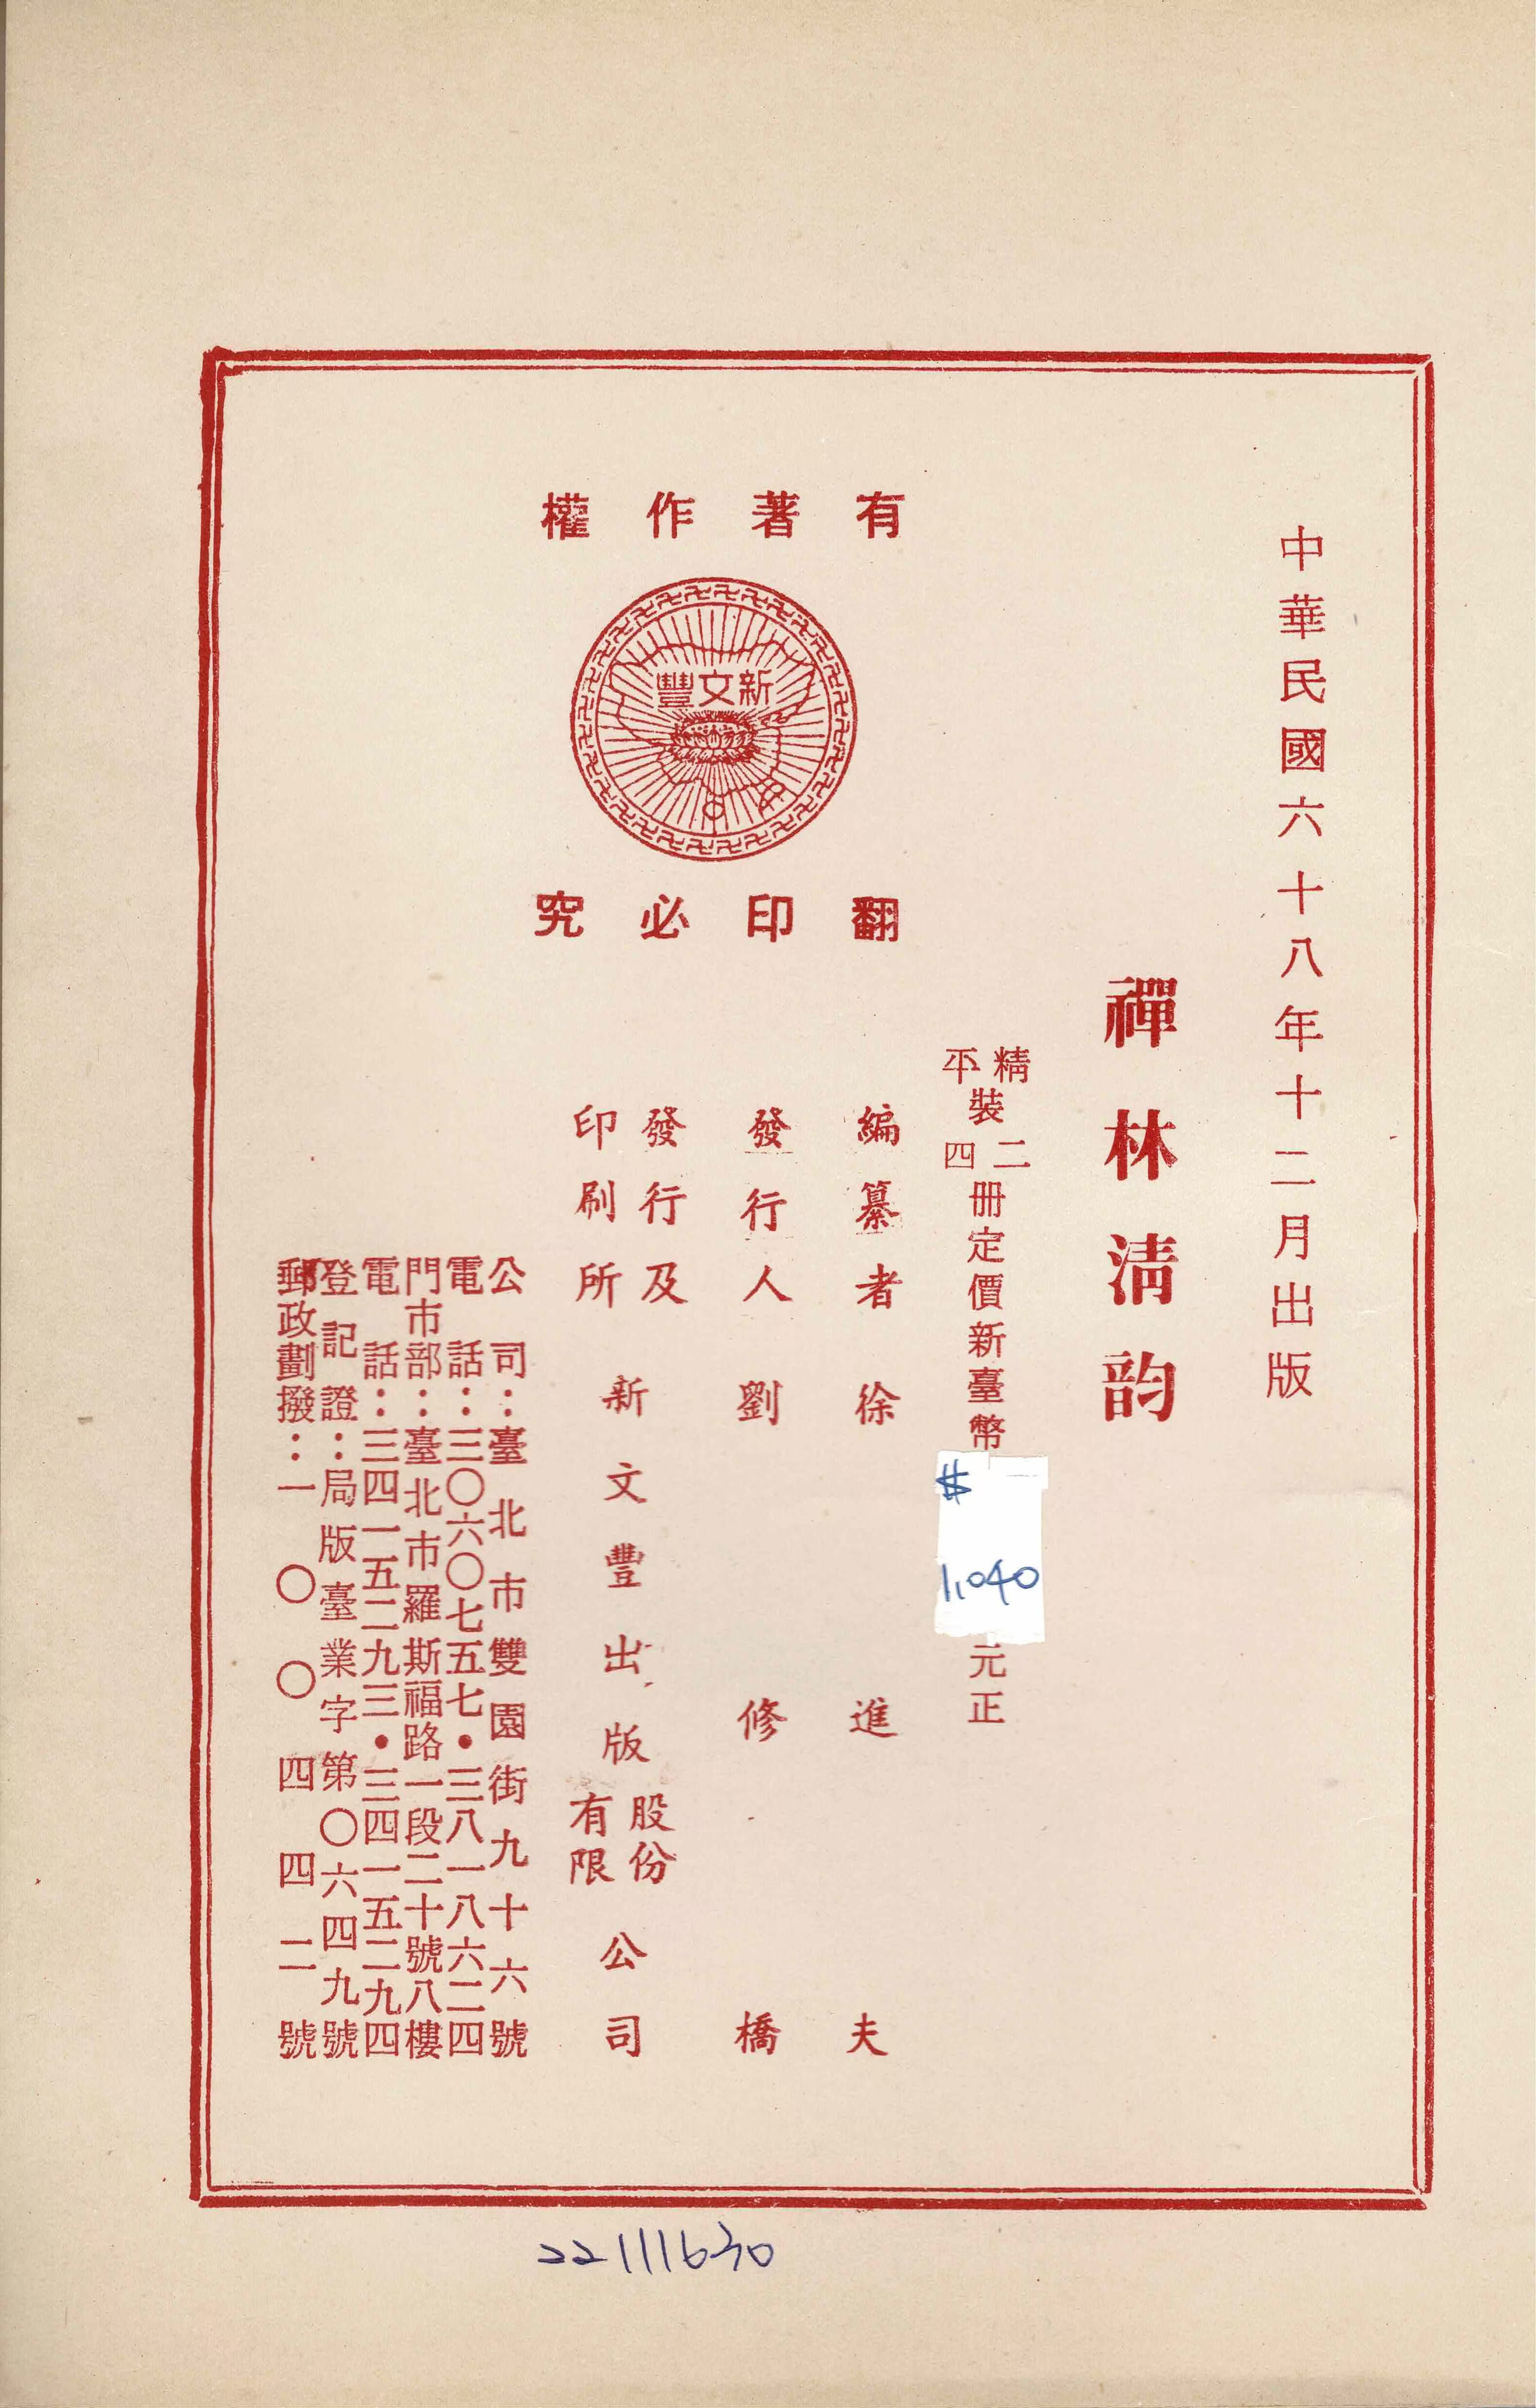 中華民國六十八年十二月出版
禪林清韵
精平裝二四冊定價新臺幣
$1,040
元正
有著作權
新文豐
翻印必究
編纂者 徐進夫
發行人 劉修橋
發行及印刷所 新文豐出版股份有限公司
公司：臺北市雙園街九十六號
電話：三〇六〇七五七•三八一八六二四
門市部：臺北市羅斯福路一段二十號八樓
電話：三四一五二九三•三四一五二九四
登記證：局版臺業字第〇六四九號
郵政劃撥：一〇〇四四二號
22111630